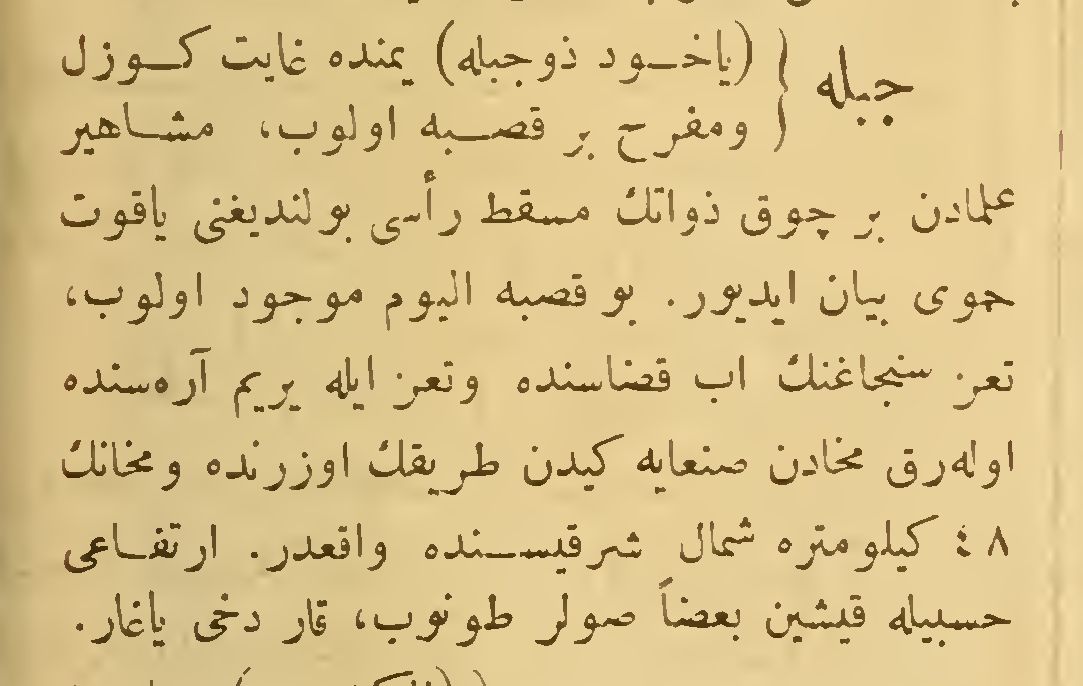 جبله } (یاخود ذوجبله) یمنده غایت کوزل
ومفرح بر قصبه اولوب، مشاهیر
علمادن بر چوق ذواتك مسقط رأسی بولندیغنی یاقوت
حموی بیان ایدیور. بو قصبه الیوم موجود اولوب،
تعز سنجاغنك اب قضاسنده وتعز ایله یریم آره‌سنده
اوله‌رق مخادن صنعایه کیدن طریقك اوزرنده ومخانك
٤٨ کیلومتره شمال شرقیسنده واقعدر. ارتفاعی
حسبیله قیشین بعضاً صولر طونوب، قار دخی یاغار.